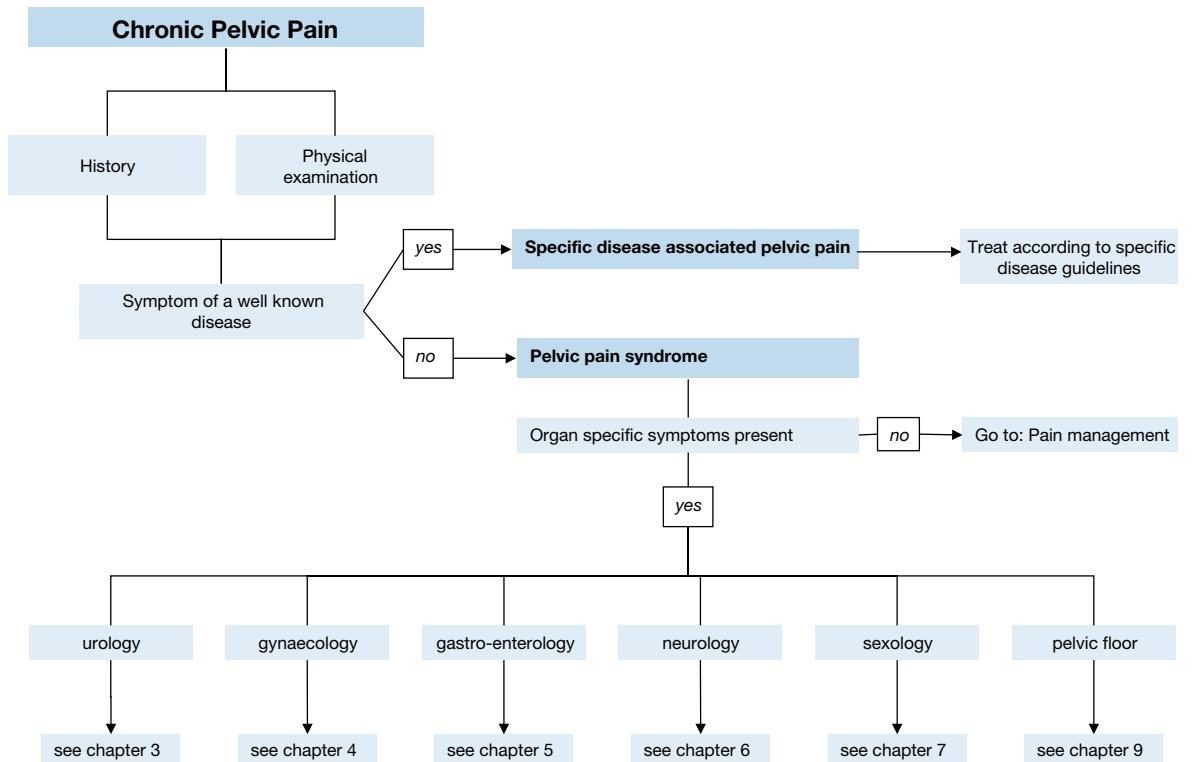 Chronic Pelvic Pain
History
Physical
examination
yes
Specific disease associated pelvic pain
Treat according to specific
disease guidelines
Symptom of a well known
disease
no
Pelvic pain syndrome
Organ specific symptoms present
no
Go to: Pain management
yes
urology
gynaecology
gastro-enterology
neurology
sexology
pelvic floor
see chapter 3
see chapter 4
see chapter 5
see chapter 6
see chapter 7
see chapter 9